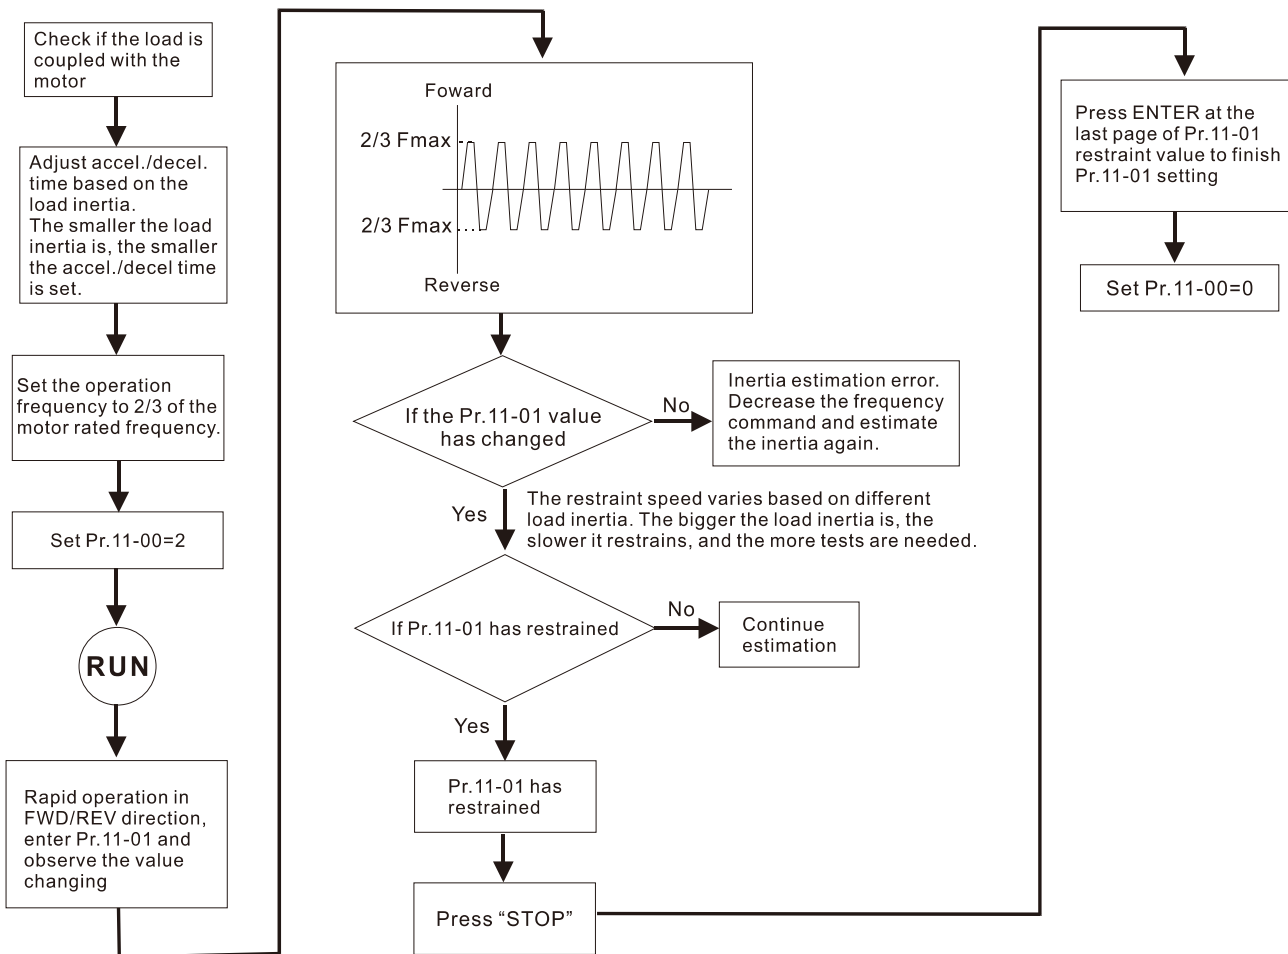 Check if the load is
coupled with the
motor
Adjust accel./decel.
time based on the
load inertia.
The smaller the load
inertia is, the smaller
the accel./decel time
is set.
Set the operation
frequency to 2/3 of the
motor rated frequency.
Set Pr.11-00=2
RUN
Rapid operation in
FWD/REV direction,
enter Pr.11-01 and
observe the value
changing
Foward
2/3 Fmax
2/3 Fmax
Reverse
If the Pr.11-01 value
has changed
No
Inertia estimation error.
Decrease the frequency
command and estimate
the inertia again.
Yes
The restraint speed varies based on different
load inertia. The bigger the load inertia is, the
slower it restrains, and the more tests are needed.
If Pr.11-01 has restrained
No
Continue
estimation
Yes
Pr.11-01 has
restrained
Press “STOP”
Press ENTER at the
last page of Pr.11-01
restraint value to finish
Pr.11-01 setting
Set Pr.11-00=0